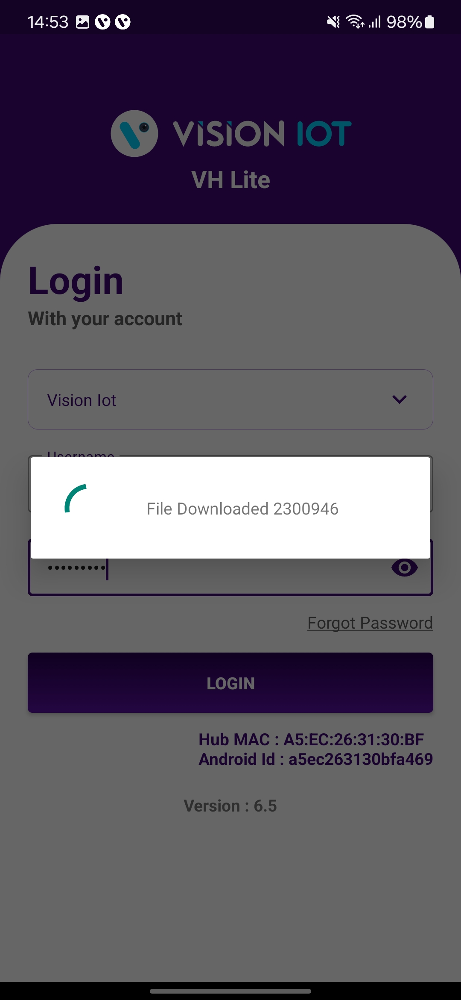 14:53 98%
VISION IOT
VH Lite
Login
With your account
Vision Iot
Username
File Downloaded 2300946
Forgot Password
LOGIN
Hub MAC : A5:EC:26:31:30:BF
Android Id : a5ec263130bfa469
Version : 6.5